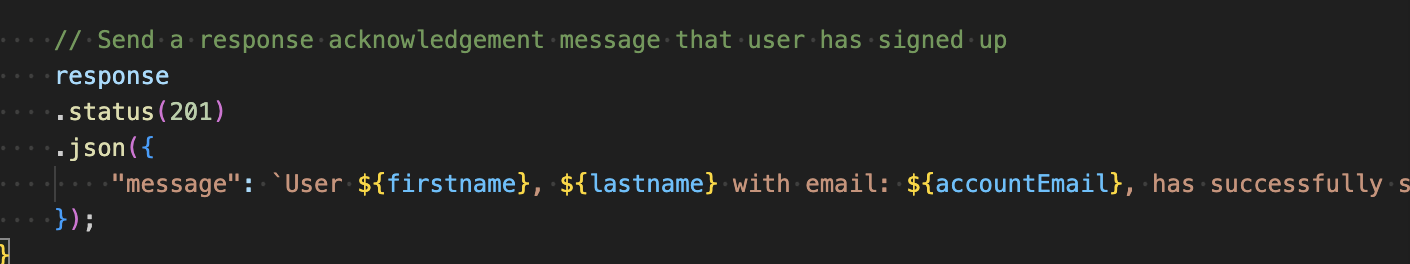 // Send a response acknowledgement message that user has signed up
response
.status(201)
.json({
"message": `User ${firstname}, ${lastname} with email: ${accountEmail}, has successfully s
});
}